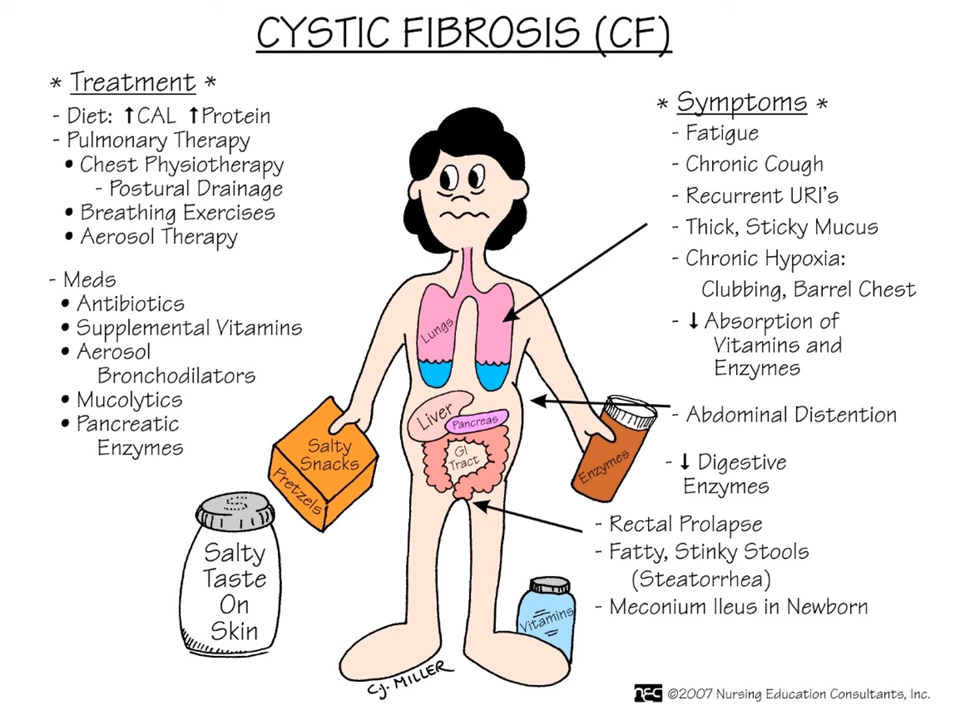 CYSTIC FIBROSIS (CF)
* Treatment *
- Diet: ↑CAL ↑Protein
- Pulmonary Therapy
• Chest Physiotherapy
- Postural Drainage
• Breathing Exercises
• Aerosol Therapy
- Meds
• Antibiotics
• Supplemental Vitamins
• Aerosol
Bronchodilators
• Mucolytics
• Pancreatic
Enzymes
* Symptoms *
- Fatigue
- Chronic Cough
- Recurrent URI's
- Thick, Sticky Mucus
- Chronic Hypoxia:
Clubbing, Barrel Chest
- ↓ Absorption of
Vitamins and
Enzymes
- Abdominal Distention
- ↓ Digestive
Enzymes
- Rectal Prolapse
- Fatty, Stinky Stools
(Steatorrhea)
- Meconium Ileus in Newborn
Lungs
Liver
Pancreas
GI
Tract
Salty
Snacks
Pretzels
Enzymes
S
Salty
Taste
On
Skin
Vitamins
C.J. MILLER
nec ©2007 Nursing Education Consultants, Inc.